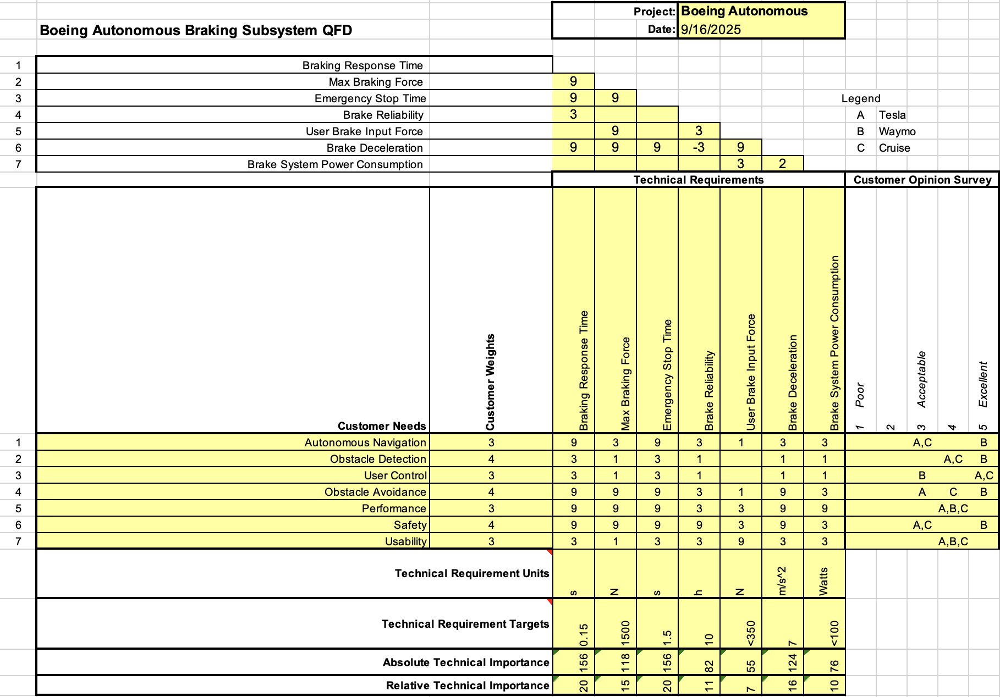 Project: Boeing Autonomous
Boeing Autonomous Braking Subsystem QFD
Date: 9/16/2025
1 Braking Response Time
2 Max Braking Force 9
3 Emergency Stop Time 9 9 Legend
4 Brake Reliability 3 A Tesla
5 User Brake Input Force 9 3 B Waymo
6 Brake Deceleration 9 9 9 -3 9 C Cruise
7 Brake System Power Consumption 3 2
Technical Requirements Customer Opinion Survey
Customer Needs
Customer Weights
Braking Response Time
Max Braking Force
Emergency Stop Time
Brake Reliability
User Brake Input Force
Brake Deceleration
Brake System Power Consumption
1 Poor
2
3 Acceptable
4
5 Excellent
1 Autonomous Navigation 3 9 3 9 3 1 3 3 A,C B
2 Obstacle Detection 4 3 1 3 1 1 1 A,C B
3 User Control 3 3 1 3 1 1 1 B A,C
4 Obstacle Avoidance 4 9 9 9 3 1 9 3 A C B
5 Performance 3 9 9 9 3 3 9 9 A,B,C
6 Safety 4 9 9 9 9 3 9 3 A,C B
7 Usability 3 3 1 3 3 9 3 3 A,B,C
Technical Requirement Units s N s h N m/s^2 Watts
Technical Requirement Targets 0.15 1500 1.5 10 <350 7 <100
Absolute Technical Importance 156 118 156 82 55 124 76
Relative Technical Importance 20 15 20 11 7 16 10